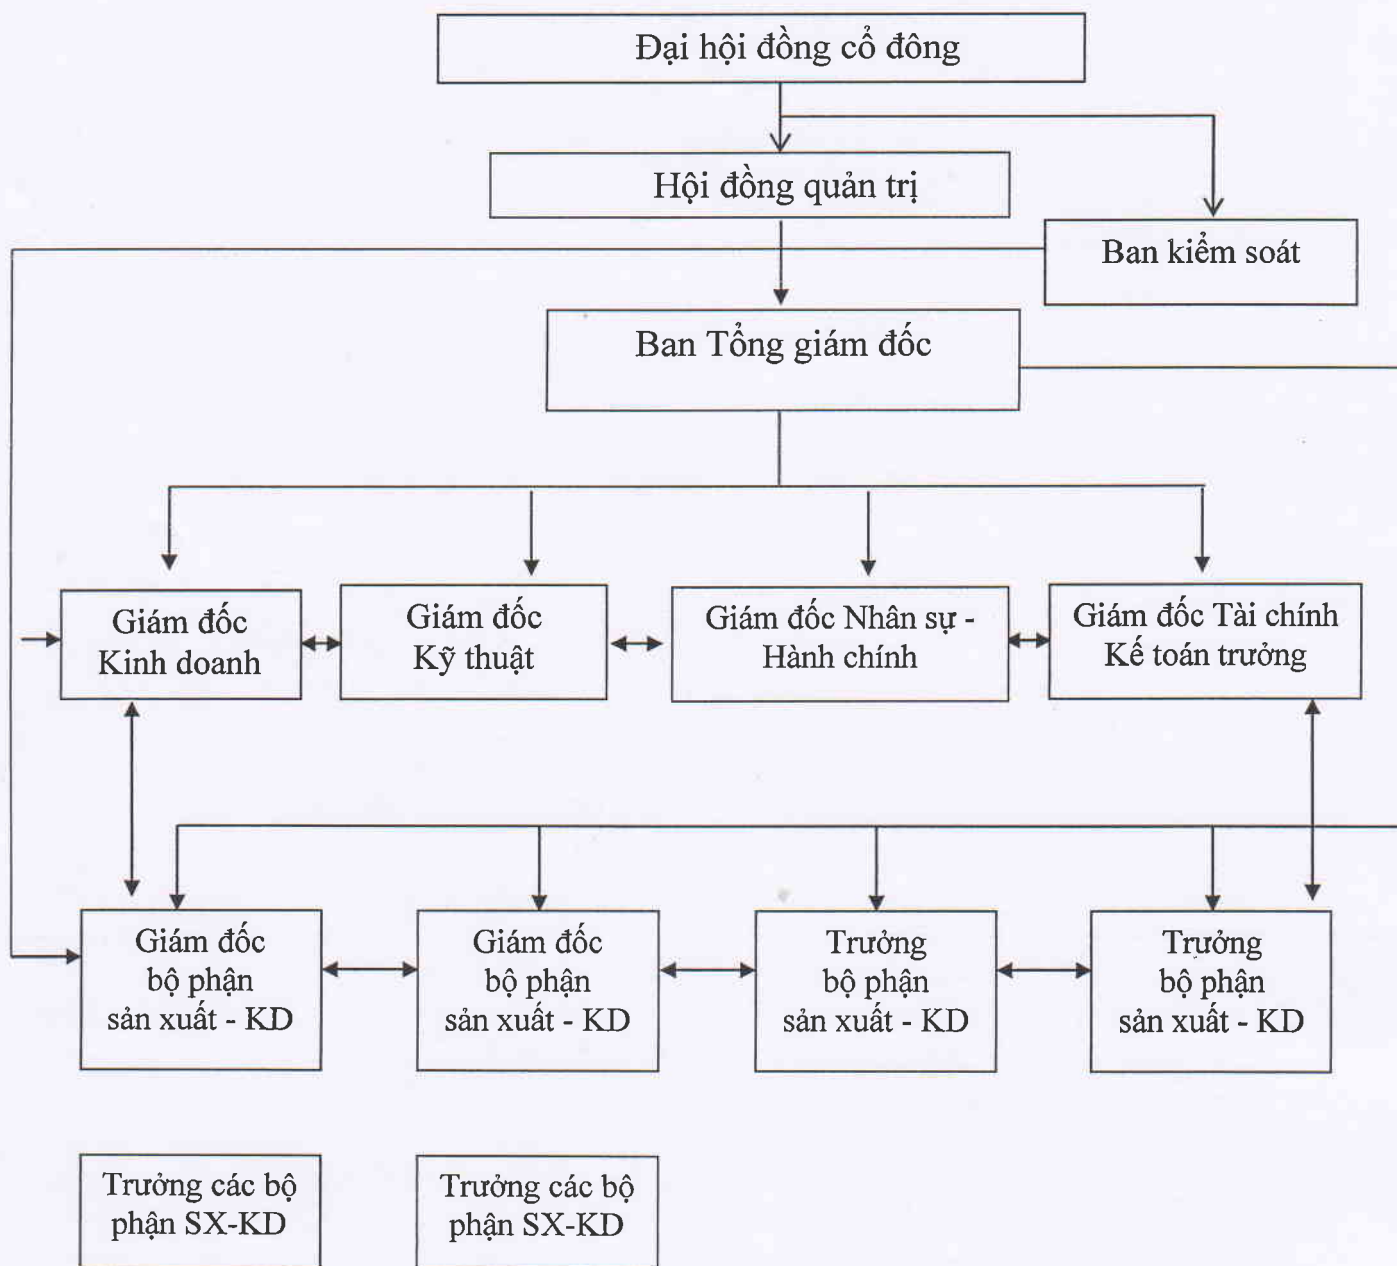 Đại hội đồng cổ đông
Hội đồng quản trị
Ban kiểm soát
Ban Tổng giám đốc
Giám đốc
Kinh doanh
Giám đốc
Kỹ thuật
Giám đốc Nhân sự -
Hành chính
Giám đốc Tài chính
Kế toán trưởng
Giám đốc
bộ phận
sản xuất - KD
Giám đốc
bộ phận
sản xuất - KD
Trưởng
bộ phận
sản xuất - KD
Trưởng
bộ phận
sản xuất - KD
Trưởng các bộ
phận SX-KD
Trưởng các bộ
phận SX-KD